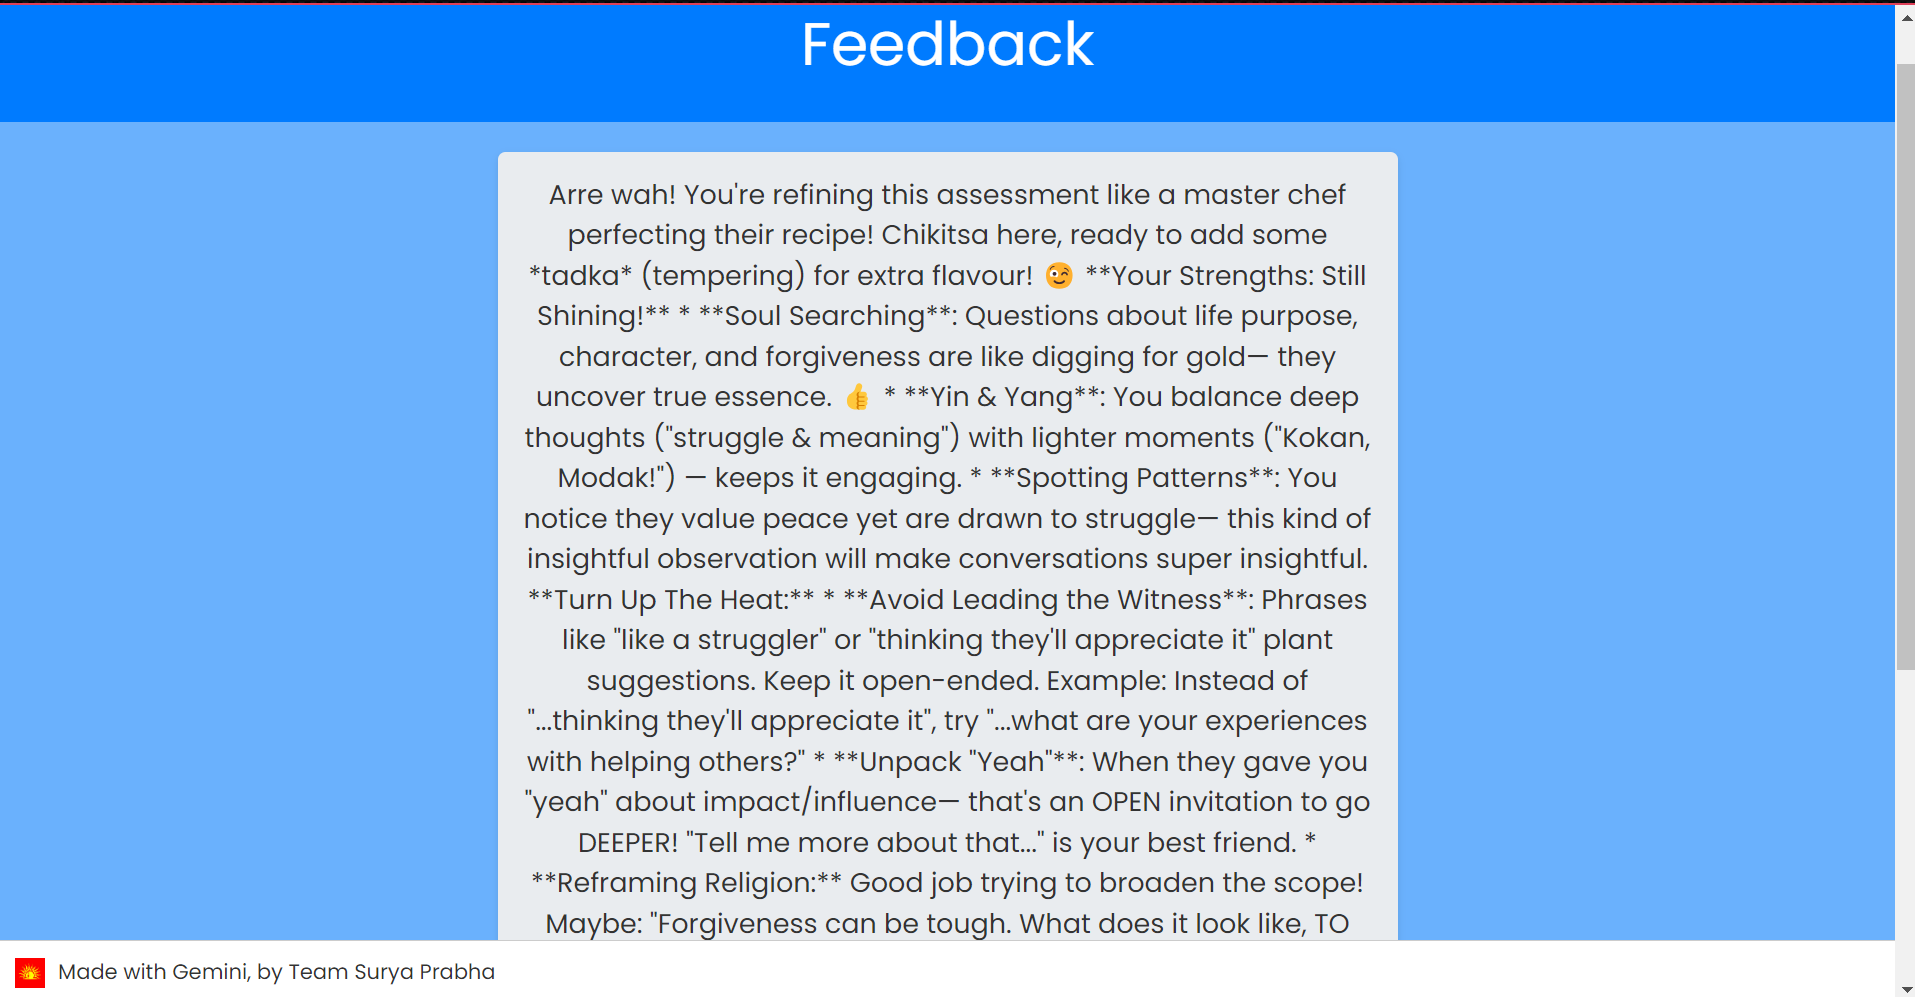 Feedback
Arre wah! You're refining this assessment like a master chef
perfecting their recipe! Chikitsa here, ready to add some
*tadka* (tempering) for extra flavour! 😉 **Your Strengths: Still
Shining!** * **Soul Searching**: Questions about life purpose,
character, and forgiveness are like digging for gold— they
uncover true essence. 👍 * **Yin & Yang**: You balance deep
thoughts ("struggle & meaning") with lighter moments ("Kokan,
Modak!") — keeps it engaging. * **Spotting Patterns**: You
notice they value peace yet are drawn to struggle— this kind of
insightful observation will make conversations super insightful.
**Turn Up The Heat:** * **Avoid Leading the Witness**: Phrases
like "like a struggler" or "thinking they'll appreciate it" plant
suggestions. Keep it open-ended. Example: Instead of
"...thinking they'll appreciate it", try "...what are your experiences
with helping others?" * **Unpack "Yeah"**: When they gave you
"yeah" about impact/influence— that's an OPEN invitation to go
DEEPER! "Tell me more about that..." is your best friend. *
**Reframing Religion:** Good job trying to broaden the scope!
Maybe: "Forgiveness can be tough. What does it look like, TO
Made with Gemini, by Team Surya Prabha